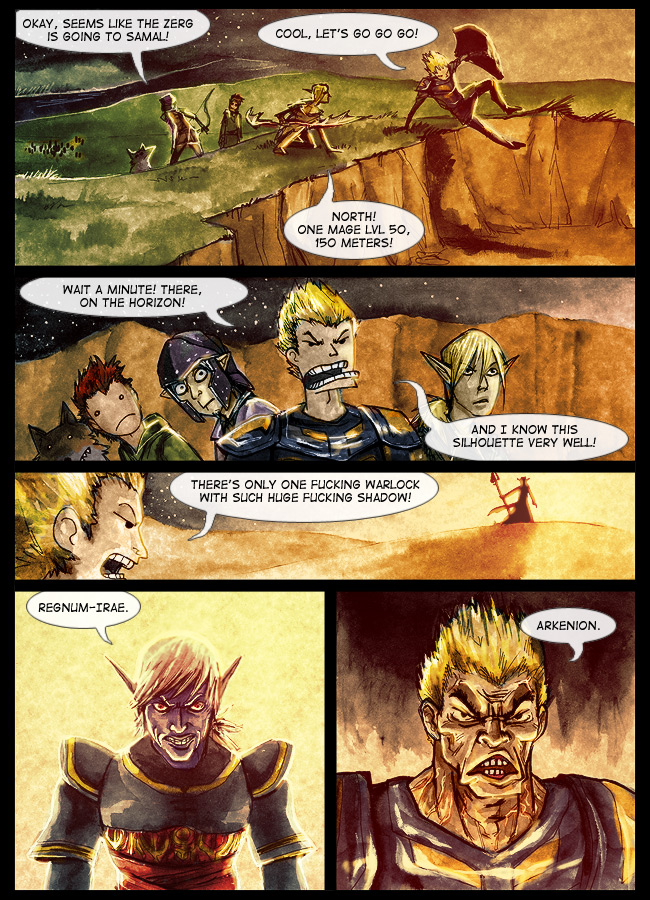 OKAY, SEEMS LIKE THE ZERG
IS GOING TO SAMAL!
COOL, LET'S GO GO GO!
NORTH!
ONE MAGE LVL 50,
150 METERS!
WAIT A MINUTE! THERE,
ON THE HORIZON!
AND I KNOW THIS
SILHOUETTE VERY WELL!
THERE'S ONLY ONE FUCKING WARLOCK
WITH SUCH HUGE FUCKING SHADOW!
REGNUM-IRAE.
ARKENION.